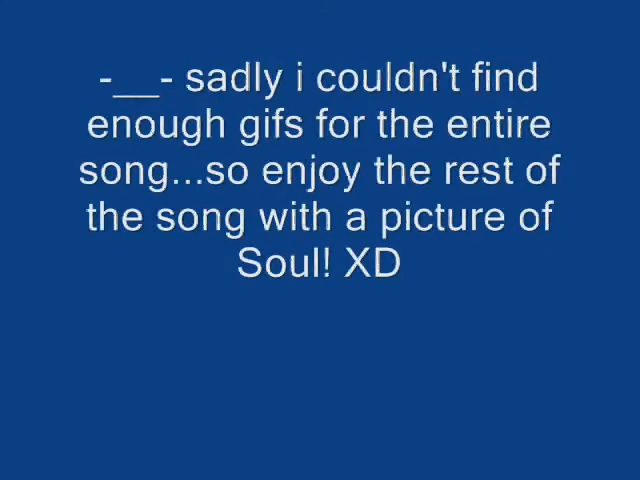 -__- sadly i couldn't find
enough gifs for the entire
song...so enjoy the rest of
the song with a picture of
Soul! XD